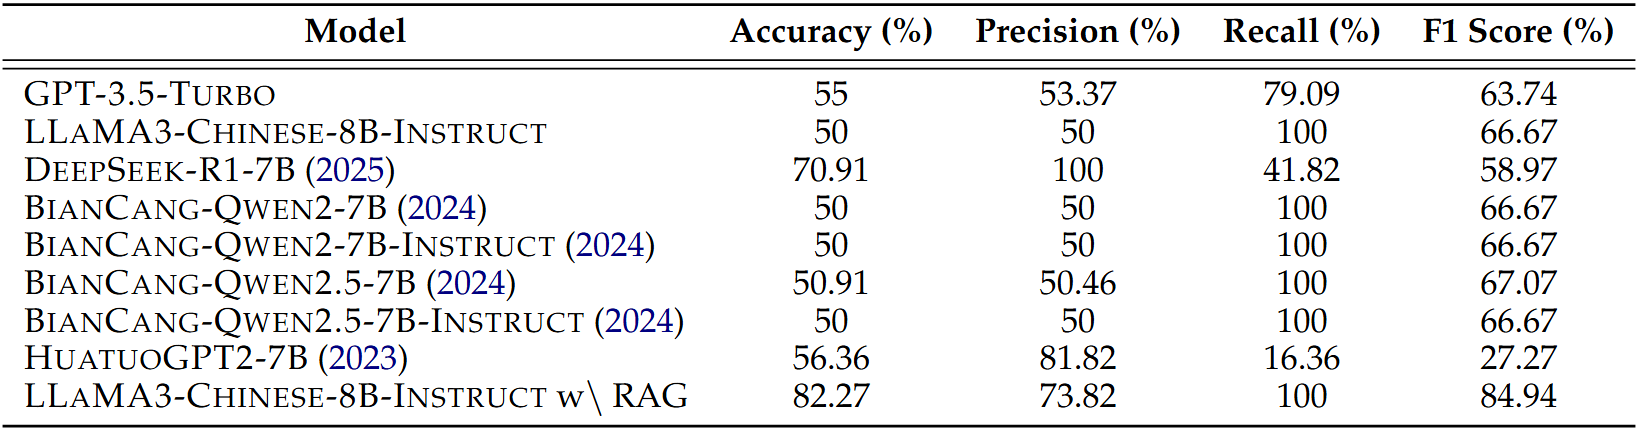 Model Accuracy (%) Precision (%) Recall (%) F1 Score (%)
GPT-3.5-Turbo 55 53.37 79.09 63.74
LLaMA3-Chinese-8B-Instruct 50 50 100 66.67
DeepSeek-R1-7B (2025) 70.91 100 41.82 58.97
BianCang-Qwen2-7B (2024) 50 50 100 66.67
BianCang-Qwen2-7B-Instruct (2024) 50 50 100 66.67
BianCang-Qwen2.5-7B (2024) 50.91 50.46 100 67.07
BianCang-Qwen2.5-7B-Instruct (2024) 50 50 100 66.67
HuatuoGPT2-7B (2023) 56.36 81.82 16.36 27.27
LLaMA3-Chinese-8B-Instruct w\ RAG 82.27 73.82 100 84.94